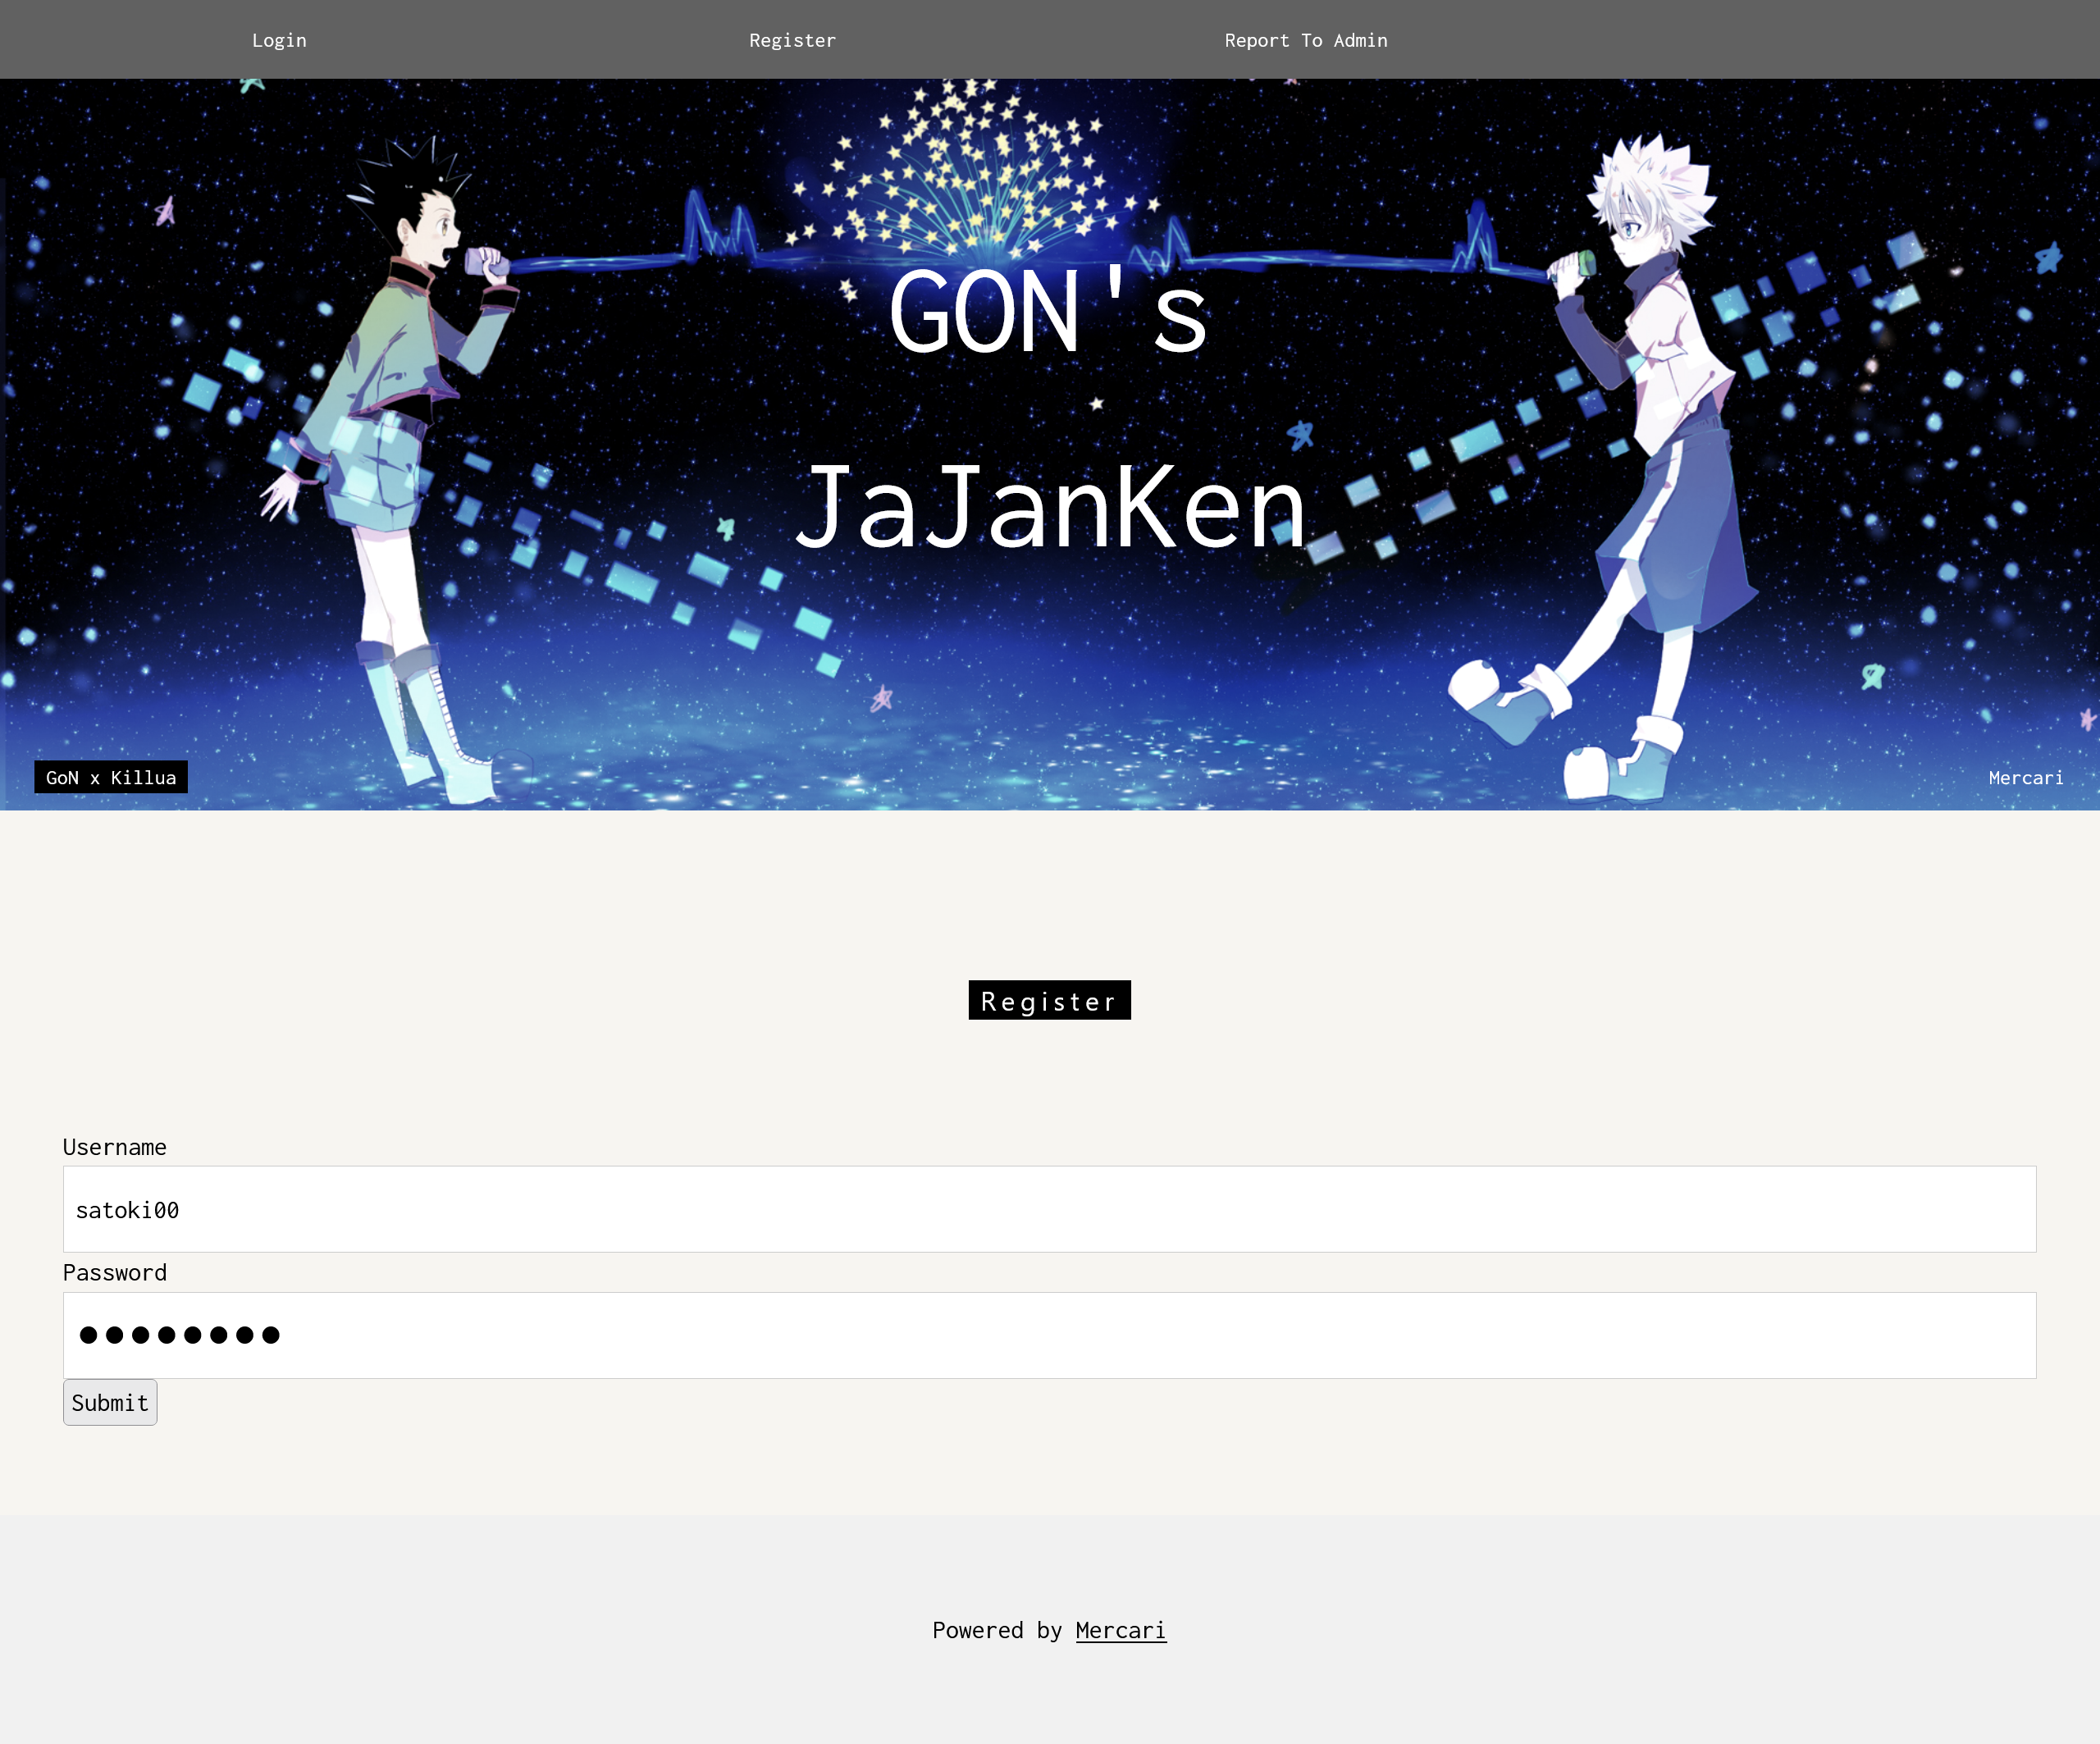 Login Register Report To Admin
GON's
JaJanKen
GoN x Killua Mercari
Register
Username
satoki00
Password
●●●●●●●●
Submit
Powered by Mercari